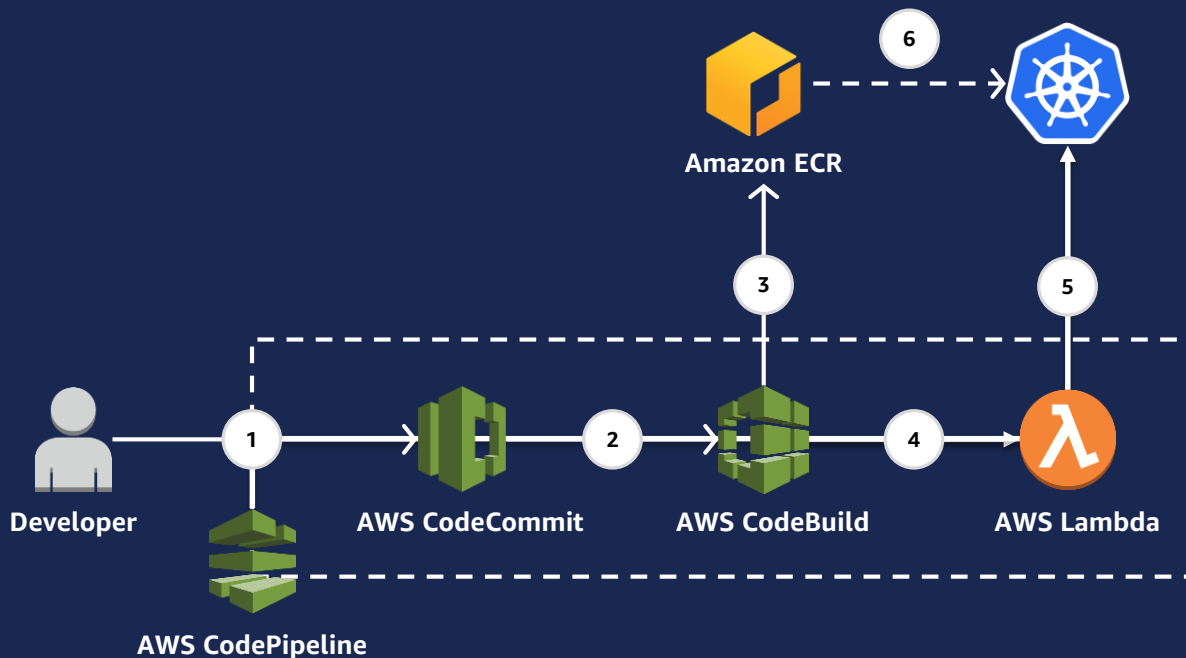 6
Amazon ECR
3
5
1
2
4
Developer
AWS CodeCommit
AWS CodeBuild
AWS Lambda
AWS CodePipeline